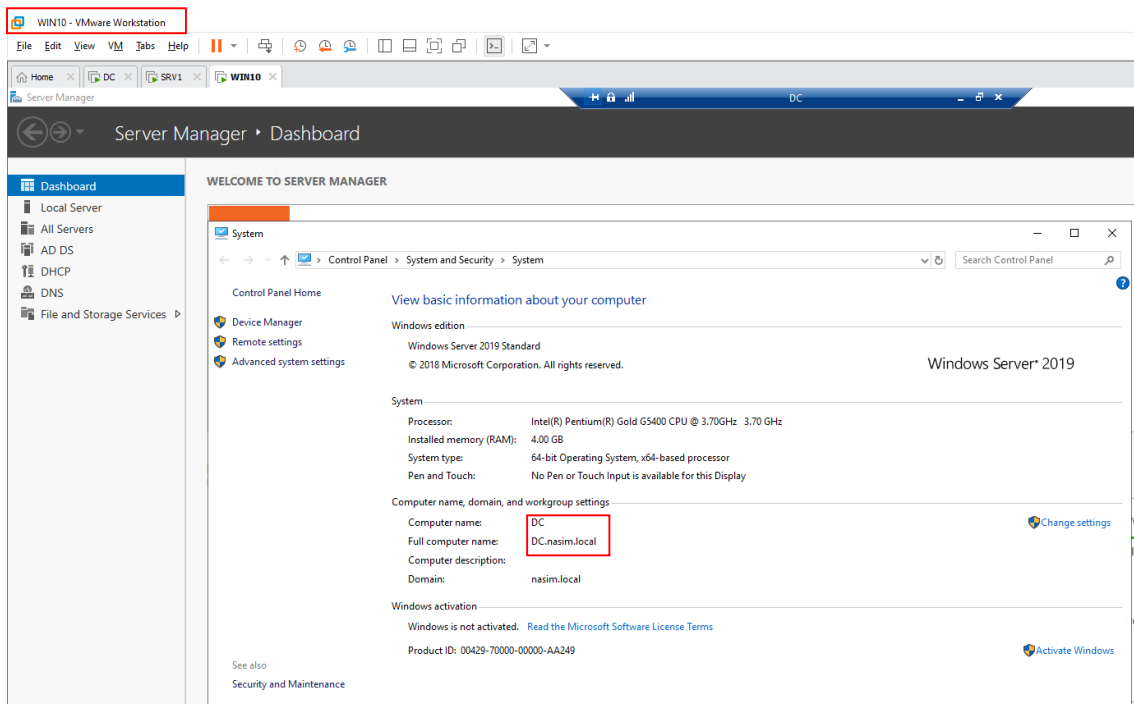 WIN10 - VMware Workstation
File Edit View VM Tabs Help
Home DC SRV1 WIN10
Server Manager
DC
Server Manager • Dashboard
Dashboard
Local Server
All Servers
AD DS
DHCP
DNS
File and Storage Services
WELCOME TO SERVER MANAGER
System
Control Panel > System and Security > System
Search Control Panel
Control Panel Home
Device Manager
Remote settings
Advanced system settings
See also
Security and Maintenance
View basic information about your computer
Windows edition
Windows Server 2019 Standard
© 2018 Microsoft Corporation. All rights reserved.
Windows Server® 2019
System
Processor: Intel(R) Pentium(R) Gold G5400 CPU @ 3.70GHz 3.70 GHz
Installed memory (RAM): 4.00 GB
System type: 64-bit Operating System, x64-based processor
Pen and Touch: No Pen or Touch Input is available for this Display
Computer name, domain, and workgroup settings
Computer name: DC
Change settings
Full computer name: DC.nasim.local
Computer description:
Domain: nasim.local
Windows activation
Windows is not activated. Read the Microsoft Software License Terms
Product ID: 00429-70000-00000-AA249
Activate Windows